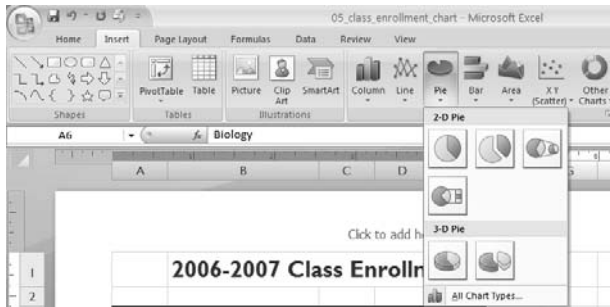 05_class_enrollment_chart - Microsoft Excel
Home Insert Page Layout Formulas Data Review View
PivotTable Table Picture Clip Art SmartArt Column Line Pie Bar Area X Y (Scatter) Other Charts
Shapes Tables Illustrations
A6 fx Biology
2-D Pie
A B C D
3-D Pie
Click to add h
1 2006-2007 Class Enrolln
2 All Chart Types...